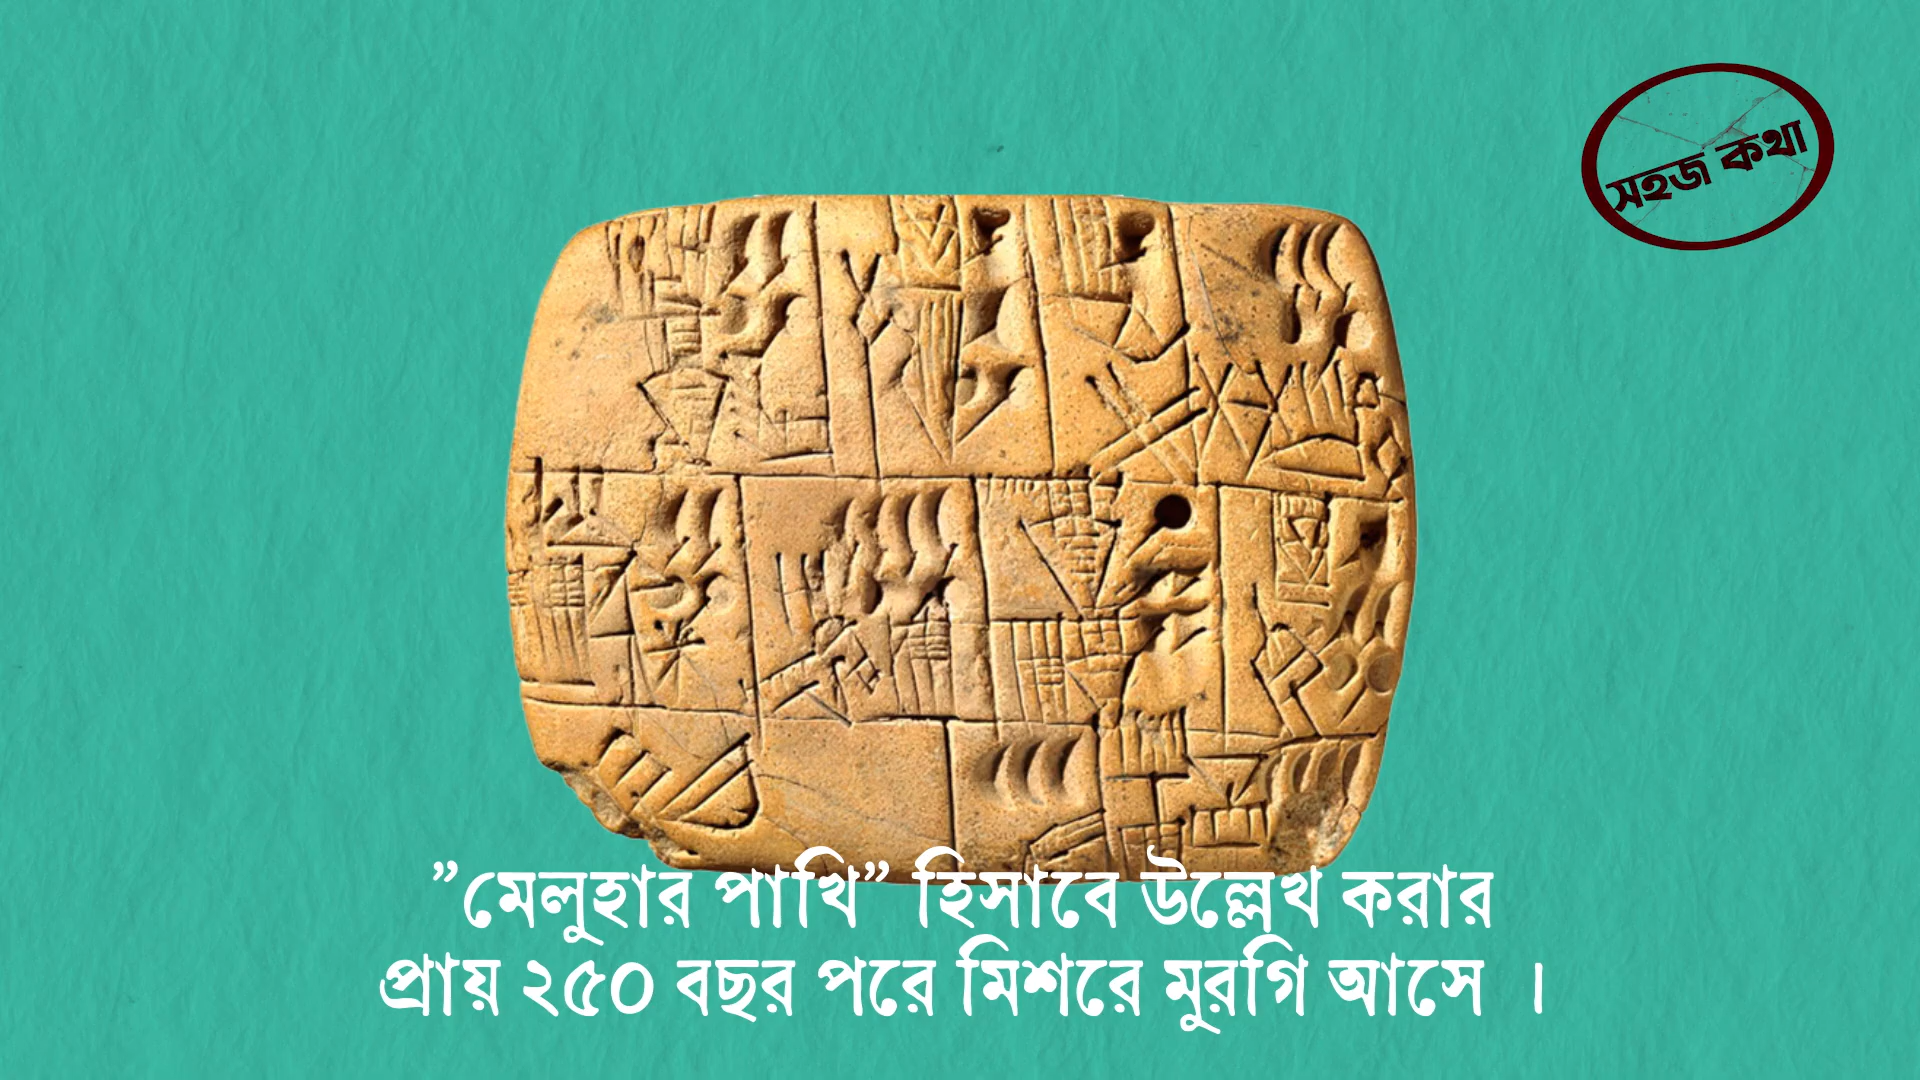 সহজ কথা
”মেলুহার পাখি” হিসাবে উল্লেখ করার
প্রায় ২৫০ বছর পরে মিশরে মুরগি আসে ।